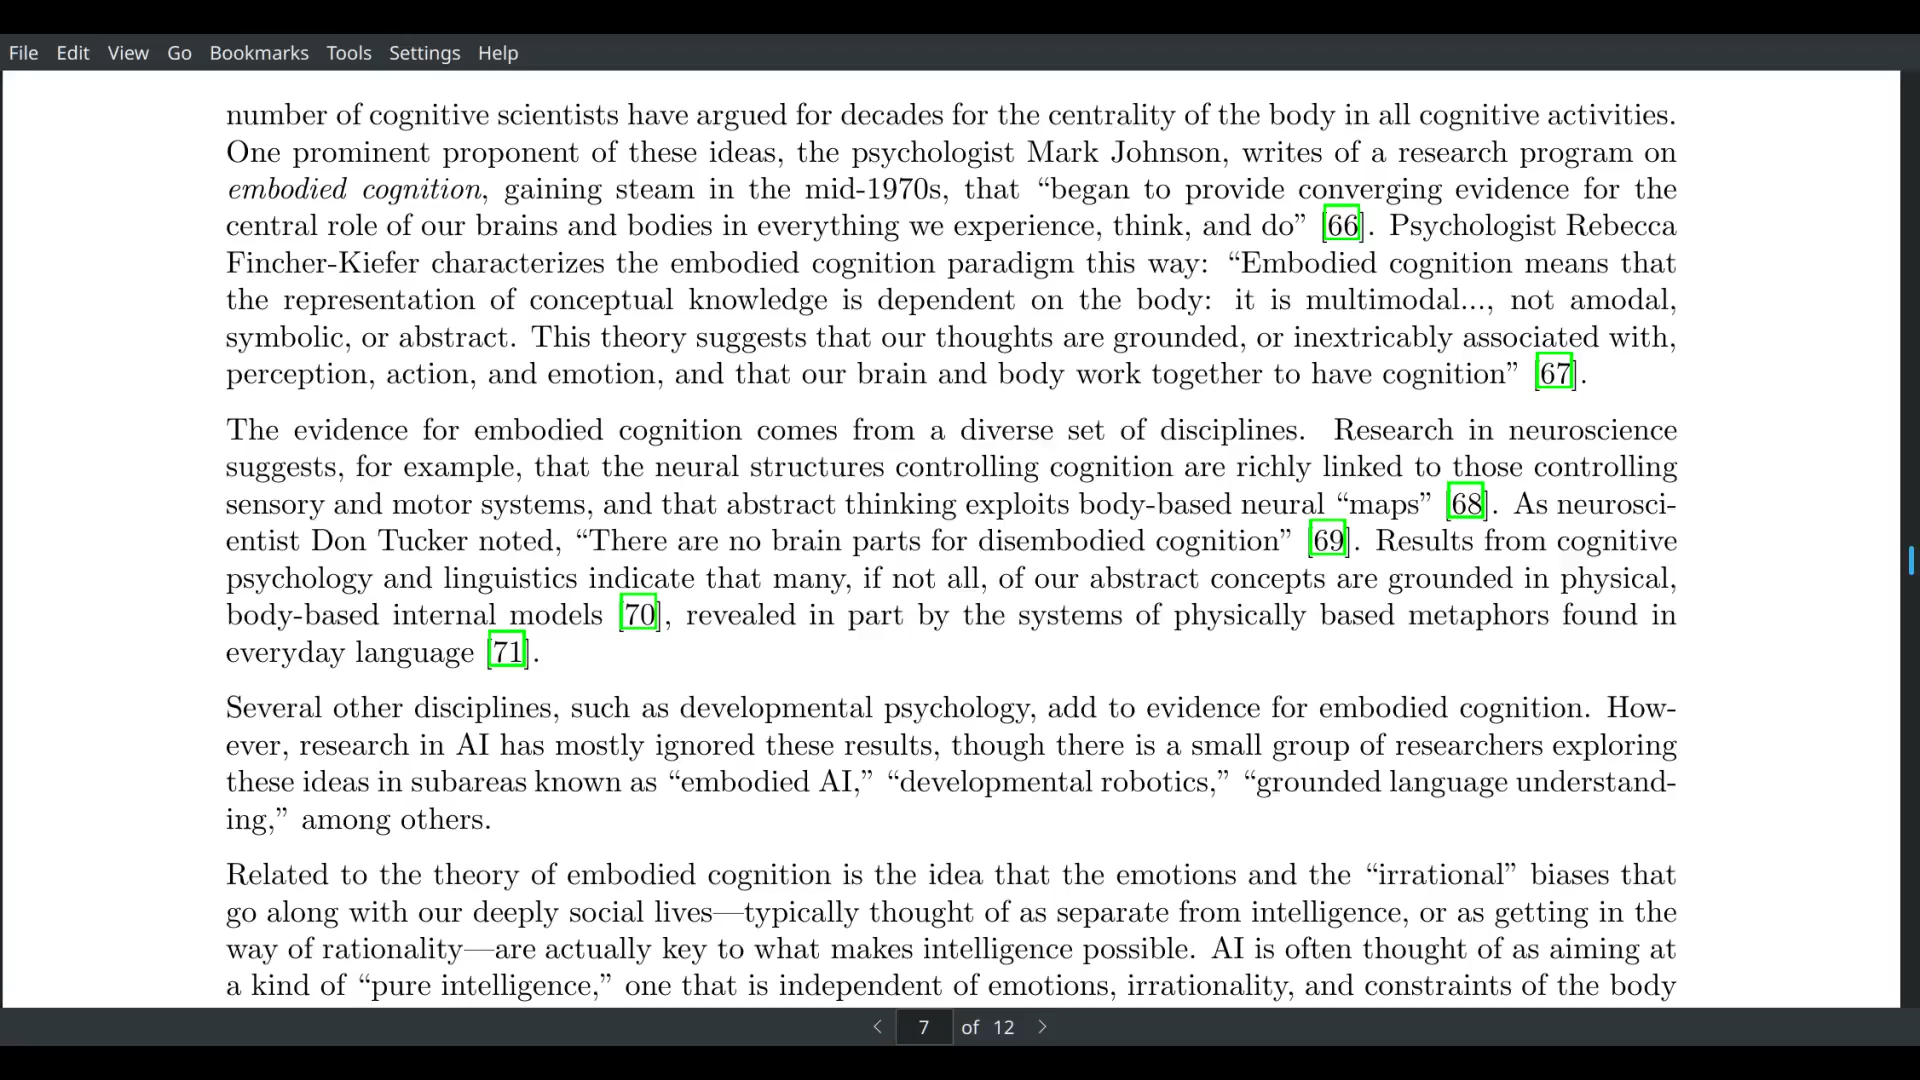 File Edit View Go Bookmarks Tools Settings Help
number of cognitive scientists have argued for decades for the centrality of the body in all cognitive activities.
One prominent proponent of these ideas, the psychologist Mark Johnson, writes of a research program on
embodied cognition, gaining steam in the mid-1970s, that “began to provide converging evidence for the
central role of our brains and bodies in everything we experience, think, and do” [66]. Psychologist Rebecca
Fincher-Kiefer characterizes the embodied cognition paradigm this way: “Embodied cognition means that
the representation of conceptual knowledge is dependent on the body: it is multimodal..., not amodal,
symbolic, or abstract. This theory suggests that our thoughts are grounded, or inextricably associated with,
perception, action, and emotion, and that our brain and body work together to have cognition” [67].
The evidence for embodied cognition comes from a diverse set of disciplines. Research in neuroscience
suggests, for example, that the neural structures controlling cognition are richly linked to those controlling
sensory and motor systems, and that abstract thinking exploits body-based neural “maps” [68]. As neurosci-
entist Don Tucker noted, “There are no brain parts for disembodied cognition” [69]. Results from cognitive
psychology and linguistics indicate that many, if not all, of our abstract concepts are grounded in physical,
body-based internal models [70], revealed in part by the systems of physically based metaphors found in
everyday language [71].
Several other disciplines, such as developmental psychology, add to evidence for embodied cognition. How-
ever, research in AI has mostly ignored these results, though there is a small group of researchers exploring
these ideas in subareas known as “embodied AI,” “developmental robotics,” “grounded language understand-
ing,” among others.
Related to the theory of embodied cognition is the idea that the emotions and the “irrational” biases that
go along with our deeply social lives—typically thought of as separate from intelligence, or as getting in the
way of rationality—are actually key to what makes intelligence possible. AI is often thought of as aiming at
a kind of “pure intelligence,” one that is independent of emotions, irrationality, and constraints of the body
7 of 12